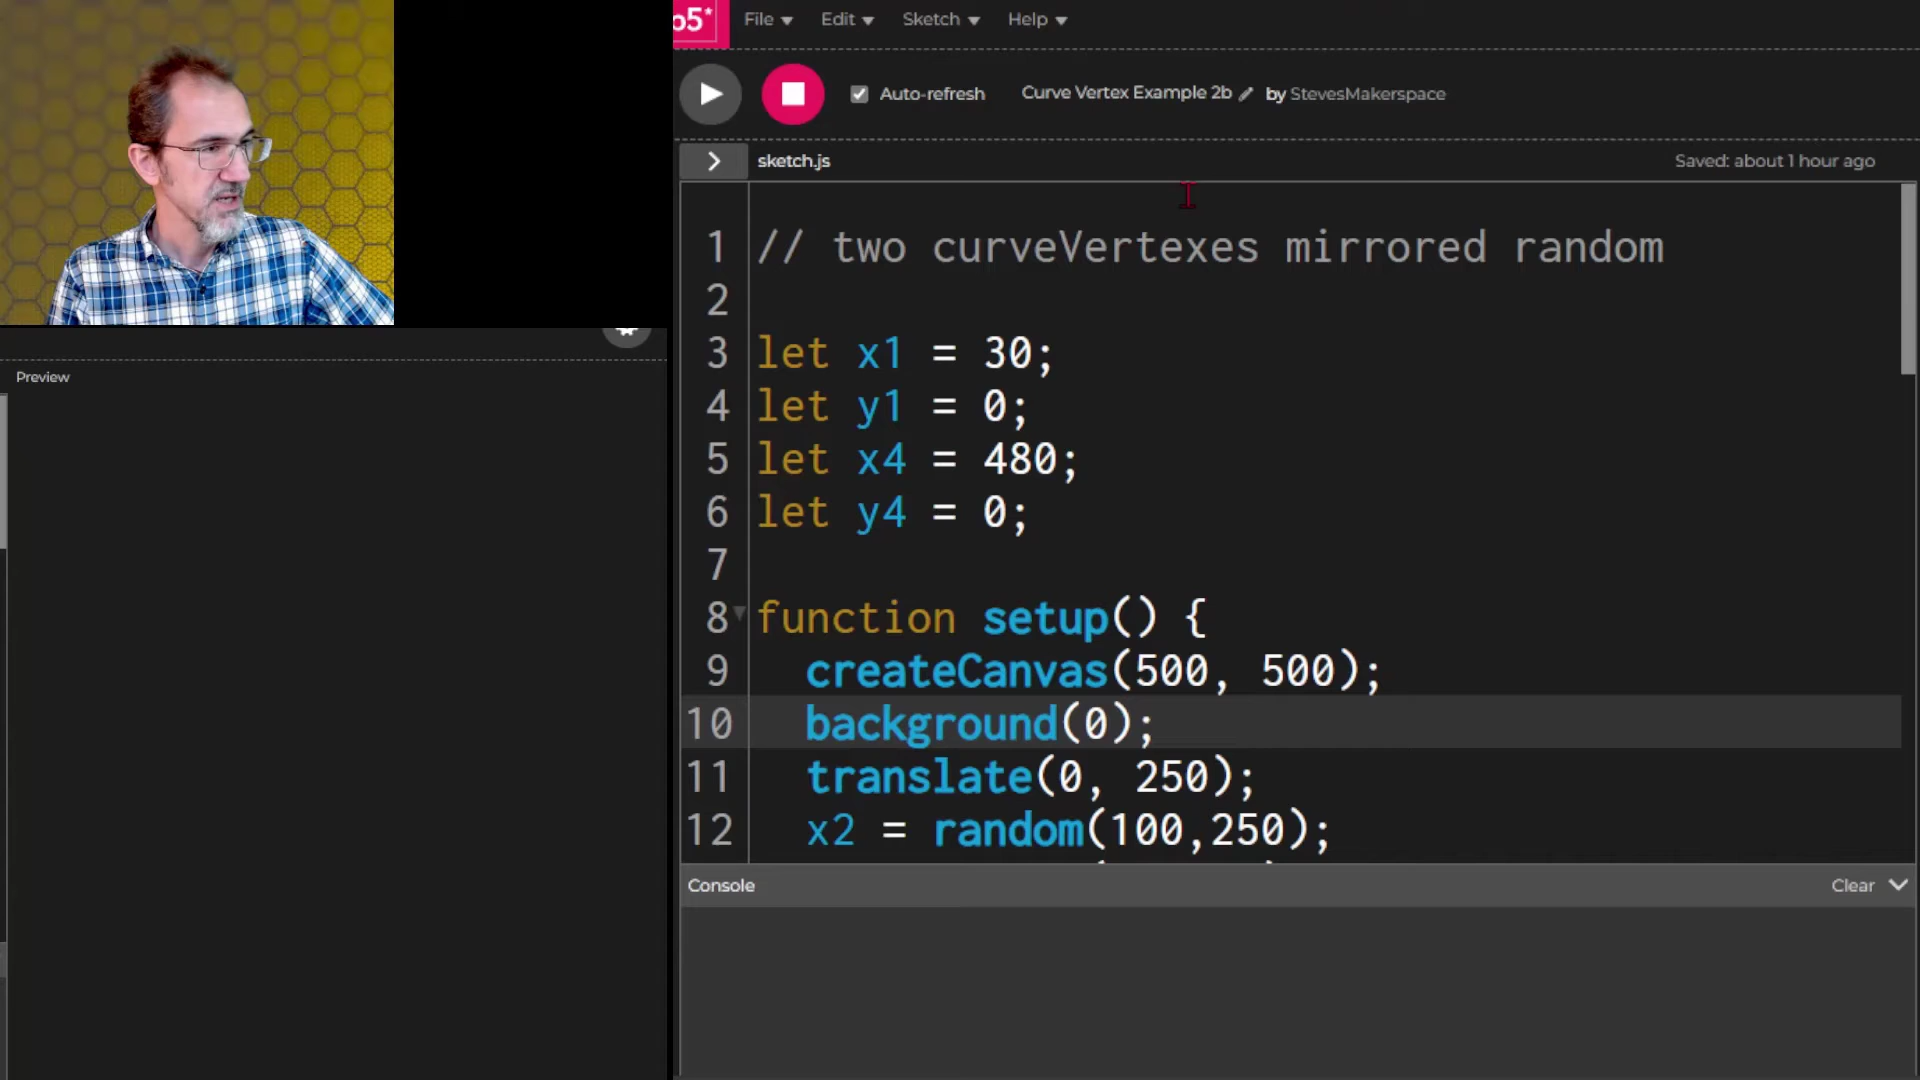 p5*
File
Edit
Sketch
Help
Auto-refresh
Curve Vertex Example 2b
by StevesMakerspace
sketch.js
Saved: about 1 hour ago
Preview
1 // two curveVertexes mirrored random
2
3 let x1 = 30;
4 let y1 = 0;
5 let x4 = 480;
6 let y4 = 0;
7
8 function setup() {
9 createCanvas(500, 500);
10 background(0);
11 translate(0, 250);
12 x2 = random(100,250);
Console
Clear